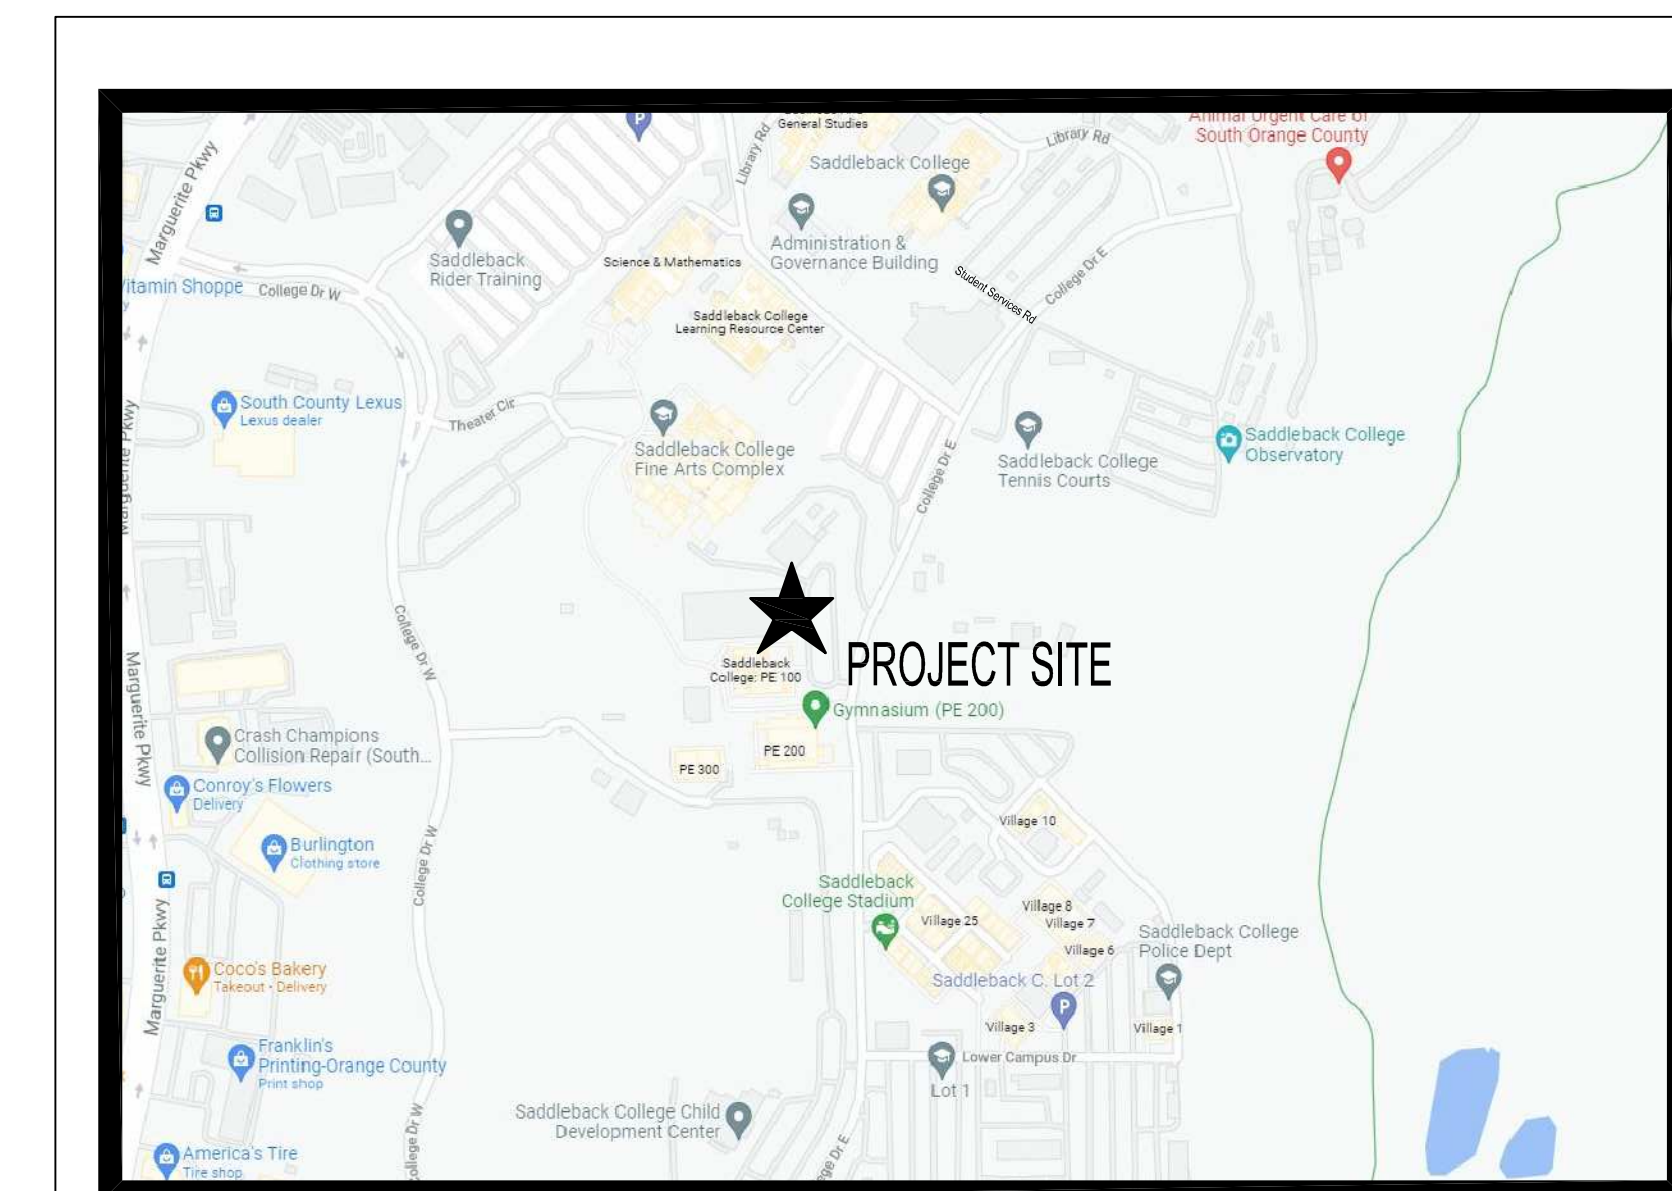 General Studies
Animal Urgent Care of
South Orange County
Library Rd
Library Rd
Saddleback College
Marguerite Pkwy
P
Saddleback
Rider Training
Science & Mathematics
Administration &
Governance Building
Student Services Rd
College Dr E
College Dr W
Saddleback College
Learning Resource Center
South County Lexus
Lexus dealer
Theater Cir
Saddleback College
Fine Arts Complex
College Dr E
Saddleback College
Tennis Courts
Saddleback College
Observatory
Marguerite Pkwy
College Dr W
PROJECT SITE
Saddleback
College: PE 100
Gymnasium (PE 200)
Marguerite Pkwy
Crash Champions
Collision Repair (South...
PE 200
PE 300
Conroy's Flowers
Delivery
Village 10
Burlington
Clothing store
College Dr W
Saddleback
College Stadium
Village 25
Village 8
Village 7
Village 6
Saddleback College
Police Dept
Marguerite Pkwy
Coco's Bakery
Takeout • Delivery
Saddleback C. Lot 2
P
Village 3
Village 1
Franklin's
Printing-Orange County
Print shop
Lower Campus Dr
Lot 1
Saddleback College Child
Development Center
College Dr W
America's Tire
Tire shop